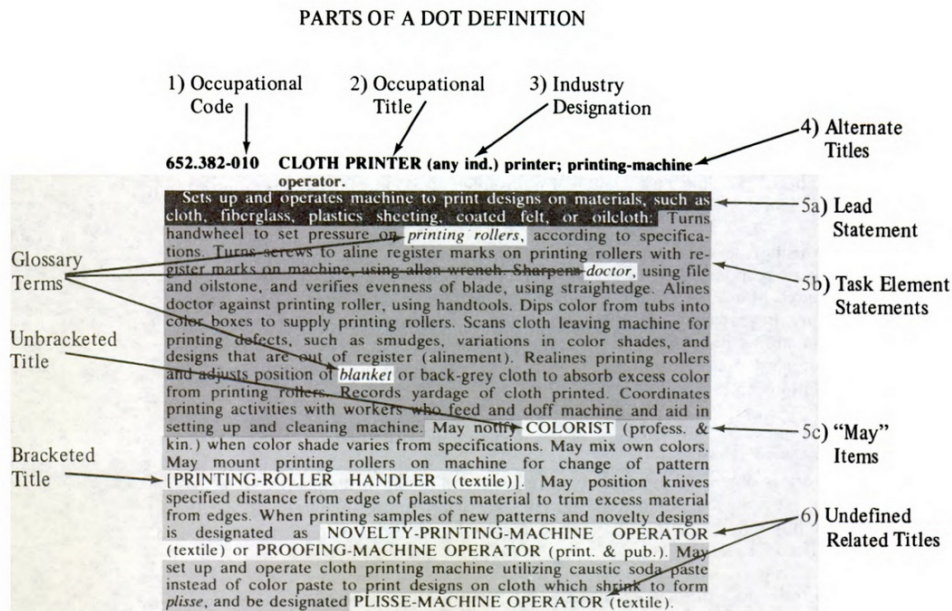 PARTS OF A DOT DEFINITION
1) Occupational Code
2) Occupational Title
3) Industry Designation
4) Alternate Titles
652.382-010 CLOTH PRINTER (any ind.) printer; printing-machine
operator.
Sets up and operates machine to print designs on materials, such as
cloth, fiberglass, plastics sheeting, coated felt, or oilcloth: Turns
handwheel to set pressure on printing rollers, according to specifica-
tions. Turns screws to aline register marks on printing rollers with re-
gister marks on machine, using allen wrench. Sharpens doctor, using file
and oilstone, and verifies evenness of blade, using straightedge. Alines
doctor against printing roller, using handtools. Dips color from tubs into
color boxes to supply printing rollers. Scans cloth leaving machine for
printing defects, such as smudges, variations in color shades, and
designs that are out of register (alinement). Realines printing rollers
and adjusts position of blanket or back-grey cloth to absorb excess color
from printing rollers. Records yardage of cloth printed. Coordinates
printing activities with workers who feed and doff machine and aid in
setting up and cleaning machine. May notify COLORIST (profess. &
kin.) when color shade varies from specifications. May mix own colors.
May mount printing rollers on machine for change of pattern
[PRINTING-ROLLER HANDLER (textile)]. May position knives
specified distance from edge of plastics material to trim excess material
from edges. When printing samples of new patterns and novelty designs
is designated as NOVELTY-PRINTING-MACHINE OPERATOR
(textile) or PROOFING-MACHINE OPERATOR (print. & pub.). May
set up and operate cloth printing machine utilizing caustic soda paste
instead of color paste to print designs on cloth which shrink to form
plisse, and be designated PLISSE-MACHINE OPERATOR (textile).
Glossary
Terms
Unbracketed
Title
Bracketed
Title
5a) Lead
Statement
5b) Task Element
Statements
5c) "May"
Items
6) Undefined
Related Titles